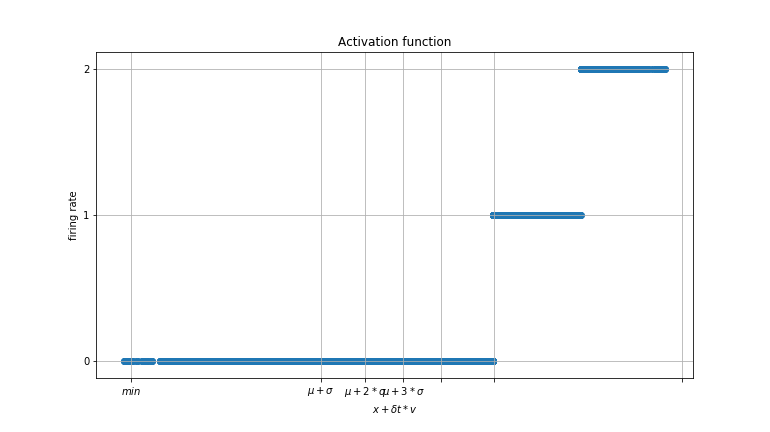 Activation function
firing rate
2
1
0
min μ + σ μ + 2 * σ μ + 3 * σ
x + δt * v